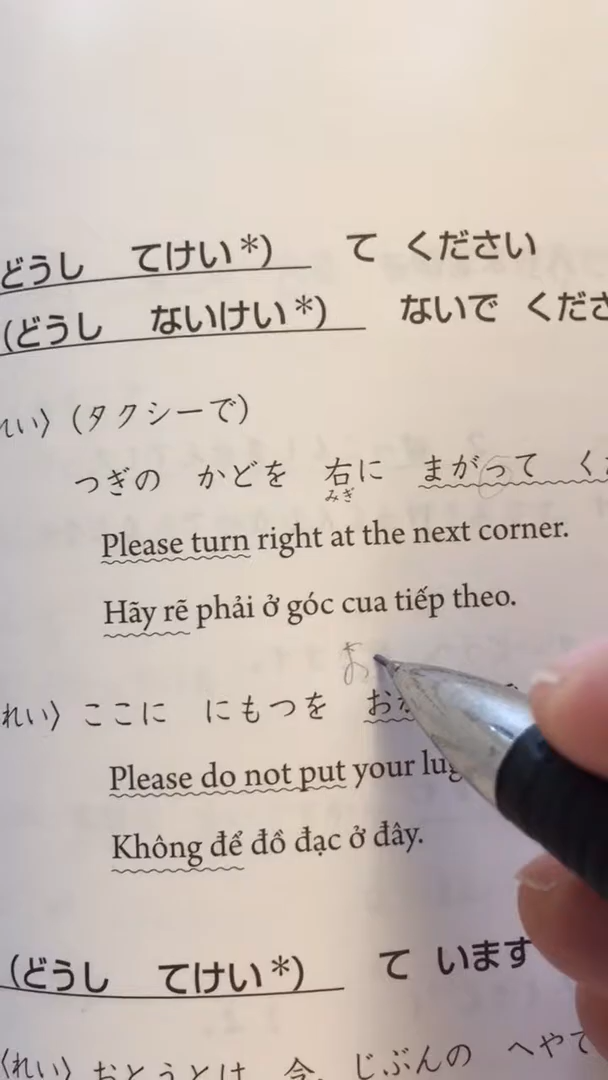 どうし てけい*) て ください
(どうし ないけい*) ないで くださ
れい〉(タクシーで)
つぎの かどを 右に まがって く
みぎ
Please turn right at the next corner.
Hãy rẽ phải ở góc cua tiếp theo.
お
れい〉ここに にもつを お
Please do not put your lug
Không để đồ đạc ở đây.
(どうし てけい*) て います
〈れい〉おとうとは 今、じぶんの へやで